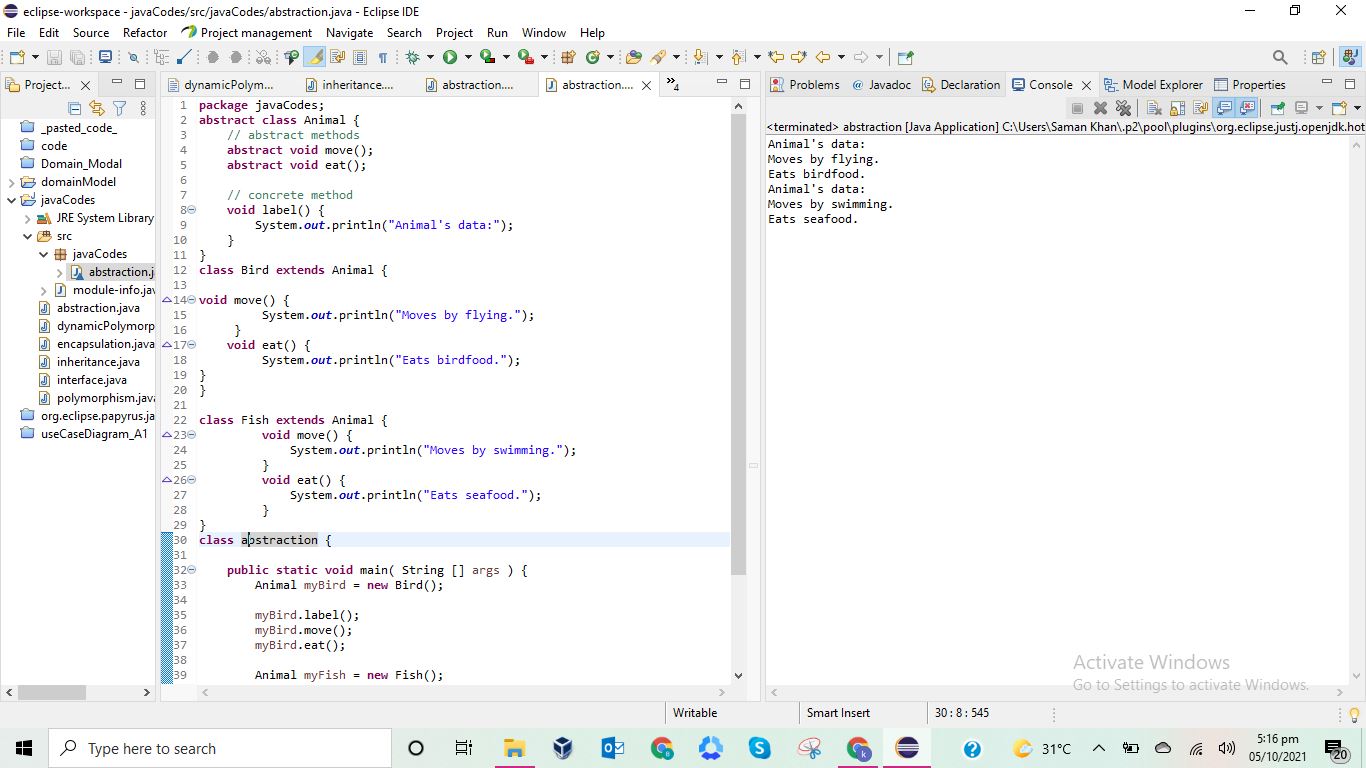 eclipse-workspace - javaCodes/src/javaCodes/abstraction.java - Eclipse IDE
File Edit Source Refactor Project management Navigate Search Project Run Window Help
Project...
dynamicPolym... inheritance.... abstraction.... abstraction.... »4
Problems @ Javadoc Declaration Console Model Explorer Properties
_pasted_code_
code
Domain_Modal
domainModel
javaCodes
JRE System Library
src
javaCodes
abstraction.j
module-info.jav
abstraction.java
dynamicPolymorp
encapsulation.java
inheritance.java
interface.java
polymorphism.java
org.eclipse.papyrus.ja
useCaseDiagram_A1
1 package javaCodes;
2 abstract class Animal {
3 // abstract methods
4 abstract void move();
5 abstract void eat();
6
7 // concrete method
8 void label() {
9 System.out.println("Animal's data:");
10 }
11 }
12 class Bird extends Animal {
13
14 void move() {
15 System.out.println("Moves by flying.");
16 }
17 void eat() {
18 System.out.println("Eats birdfood.");
19 }
20 }
21
22 class Fish extends Animal {
23 void move() {
24 System.out.println("Moves by swimming.");
25 }
26 void eat() {
27 System.out.println("Eats seafood.");
28 }
29 }
30 class abstraction {
31
32 public static void main( String [] args ) {
33 Animal myBird = new Bird();
34
35 myBird.label();
36 myBird.move();
37 myBird.eat();
38
39 Animal myFish = new Fish();
<terminated> abstraction [Java Application] C:\Users\Saman Khan\.p2\pool\plugins\org.eclipse.justj.openjdk.hot
Animal's data:
Moves by flying.
Eats birdfood.
Animal's data:
Moves by swimming.
Eats seafood.
Activate Windows
Go to Settings to activate Windows.
Writable Smart Insert 30 : 8 : 545
Type here to search
31°C
5:16 pm
05/10/2021
20